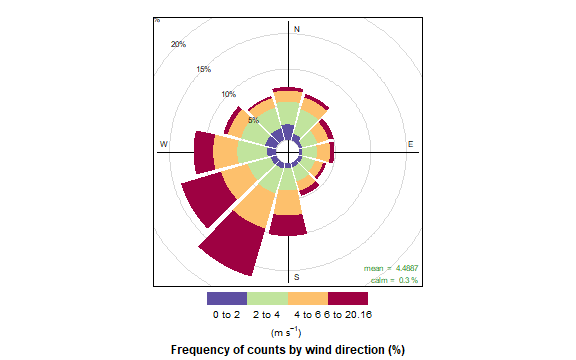 %
20%
15%
10%
5%
N
W
E
S
mean = 4.4887
calm = 0.3 %
0 to 2 2 to 4 4 to 6 6 to 20.16
(m s⁻¹)
Frequency of counts by wind direction (%)